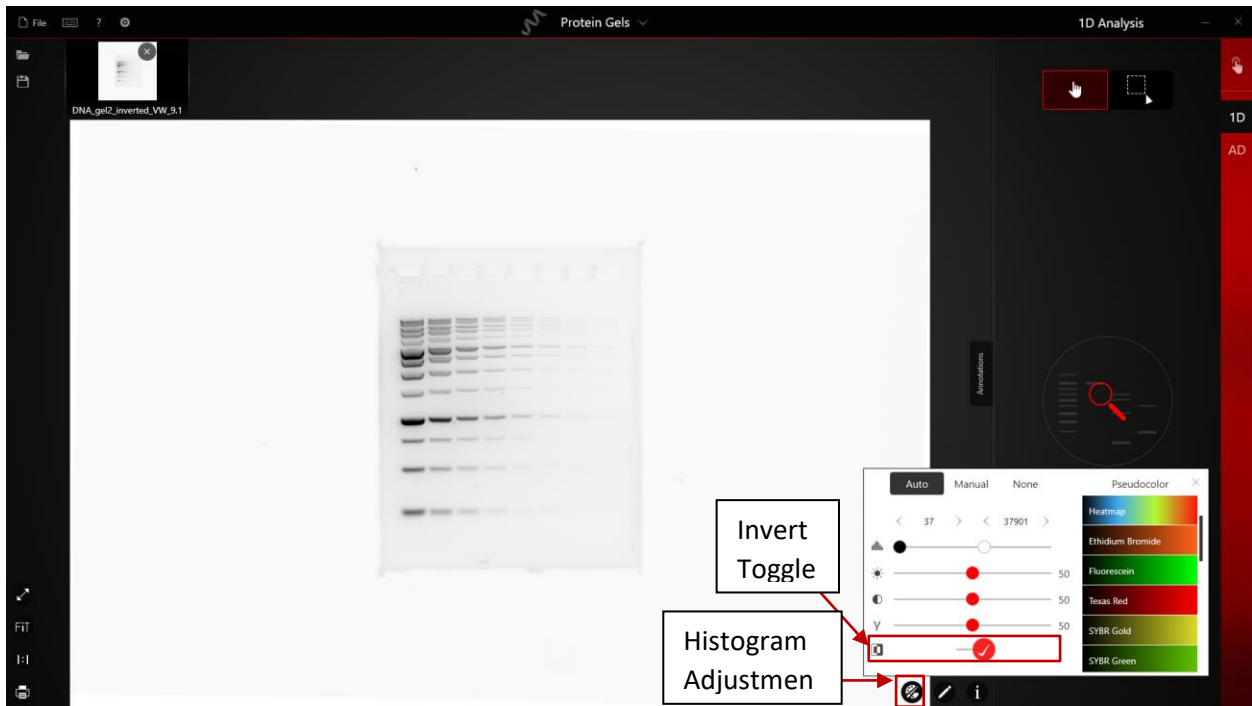 File ? Protein Gels 1D Analysis
DNA_gel2_inverted_VW_9.1
1D
AD
Annotations
Auto Manual None Pseudocolor
37 37901
Heatmap
Ethidium Bromide
50 Fluorescein
50 Texas Red
γ 50 SYBR Gold
SYBR Green
Invert
Toggle
Histogram
Adjustmen
FiT
1:1
i